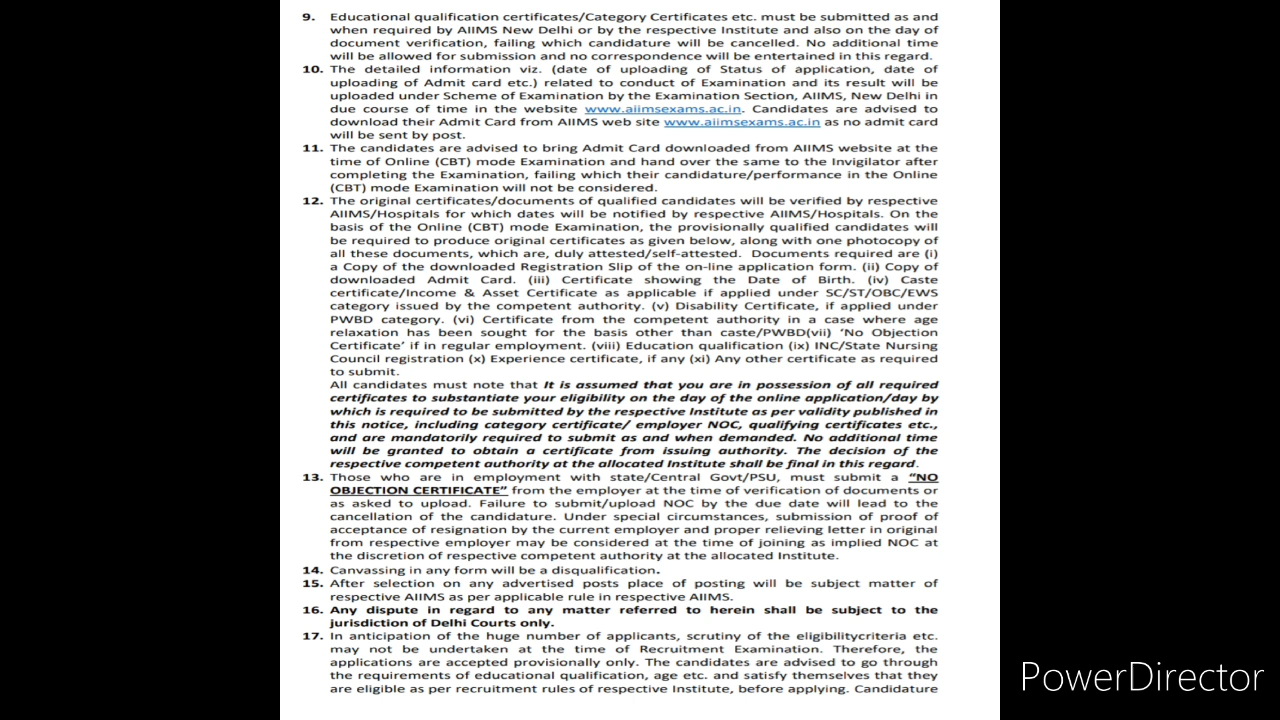 9. Educational qualification certificates/Category Certificates etc. must be submitted as and
when required by AIIMS New Delhi or by the respective Institute and also on the day of
document verification, failing which candidature will be cancelled. No additional time
will be allowed for submission and no correspondence will be entertained in this regard.
10. The detailed information viz. (date of uploading of Status of application, date of
uploading of Admit card etc.) related to conduct of Examination and its result will be
uploaded under Scheme of Examination by the Examination Section, AIIMS, New Delhi in
due course of time in the website www.aiimsexams.ac.in. Candidates are advised to
download their Admit Card from AIIMS web site www.aiimsexams.ac.in as no admit card
will be sent by post.
11. The candidates are advised to bring Admit Card downloaded from AIIMS website at the
time of Online (CBT) mode Examination and hand over the same to the Invigilator after
completing the Examination, failing which their candidature/performance in the Online
(CBT) mode Examination will not be considered.
12. The original certificates/documents of qualified candidates will be verified by respective
AIIMS/Hospitals for which dates will be notified by respective AIIMS/Hospitals. On the
basis of the Online (CBT) mode Examination, the provisionally qualified candidates will
be required to produce original certificates as given below, along with one photocopy of
all these documents, which are, duly attested/self-attested. Documents required are (i)
a Copy of the downloaded Registration Slip of the on-line application form. (ii) Copy of
downloaded Admit Card. (iii) Certificate showing the Date of Birth. (iv) Caste
certificate/Income & Asset Certificate as applicable if applied under SC/ST/OBC/EWS
category issued by the competent authority. (v) Disability Certificate, if applied under
PWBD category. (vi) Certificate from the competent authority in a case where age
relaxation has been sought for the basis other than caste/PWBD(vii) 'No Objection
Certificate' if in regular employment. (viii) Education qualification (ix) INC/State Nursing
Council registration (x) Experience certificate, if any (xi) Any other certificate as required
to submit.
All candidates must note that It is assumed that you are in possession of all required
certificates to substantiate your eligibility on the day of the online application/day by
which is required to be submitted by the respective Institute as per validity published in
this notice, including category certificate/ employer NOC, qualifying certificates etc.,
and are mandatorily required to submit as and when demanded. No additional time
will be granted to obtain a certificate from issuing authority. The decision of the
respective competent authority at the allocated Institute shall be final in this regard.
13. Those who are in employment with state/Central Govt/PSU, must submit a "NO
OBJECTION CERTIFICATE" from the employer at the time of verification of documents or
as asked to upload. Failure to submit/upload NOC by the due date will lead to the
cancellation of the candidature. Under special circumstances, submission of proof of
acceptance of resignation by the current employer and proper relieving letter in original
from respective employer may be considered at the time of joining as implied NOC at
the discretion of respective competent authority at the allocated Institute.
14. Canvassing in any form will be a disqualification.
15. After selection on any advertised posts place of posting will be subject matter of
respective AIIMS as per applicable rule in respective AIIMS.
16. Any dispute in regard to any matter referred to herein shall be subject to the
jurisdiction of Delhi Courts only.
17. In anticipation of the huge number of applicants, scrutiny of the eligibilitycriteria etc.
may not be undertaken at the time of Recruitment Examination. Therefore, the
applications are accepted provisionally only. The candidates are advised to go through
the requirements of educational qualification, age etc. and satisfy themselves that they
are eligible as per recruitment rules of respective Institute, before applying. Candidature
PowerDirector